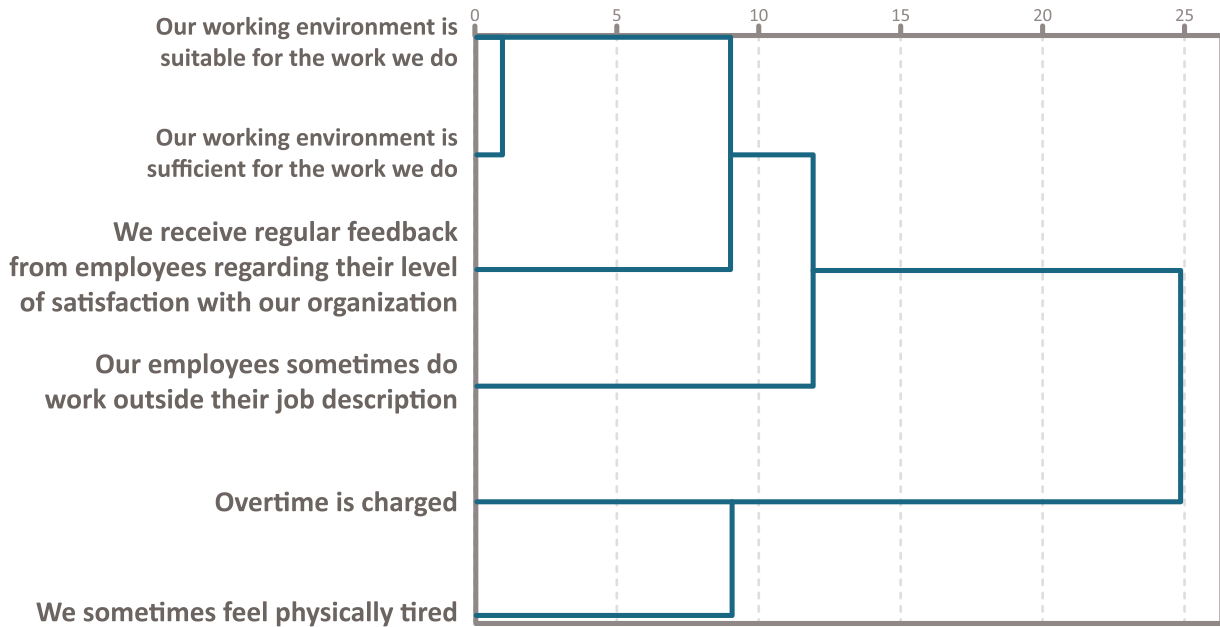 0 5 10 15 20 25
Our working environment is
suitable for the work we do
Our working environment is
sufficient for the work we do
We receive regular feedback
from employees regarding their level
of satisfaction with our organization
Our employees sometimes do
work outside their job description
Overtime is charged
We sometimes feel physically tired